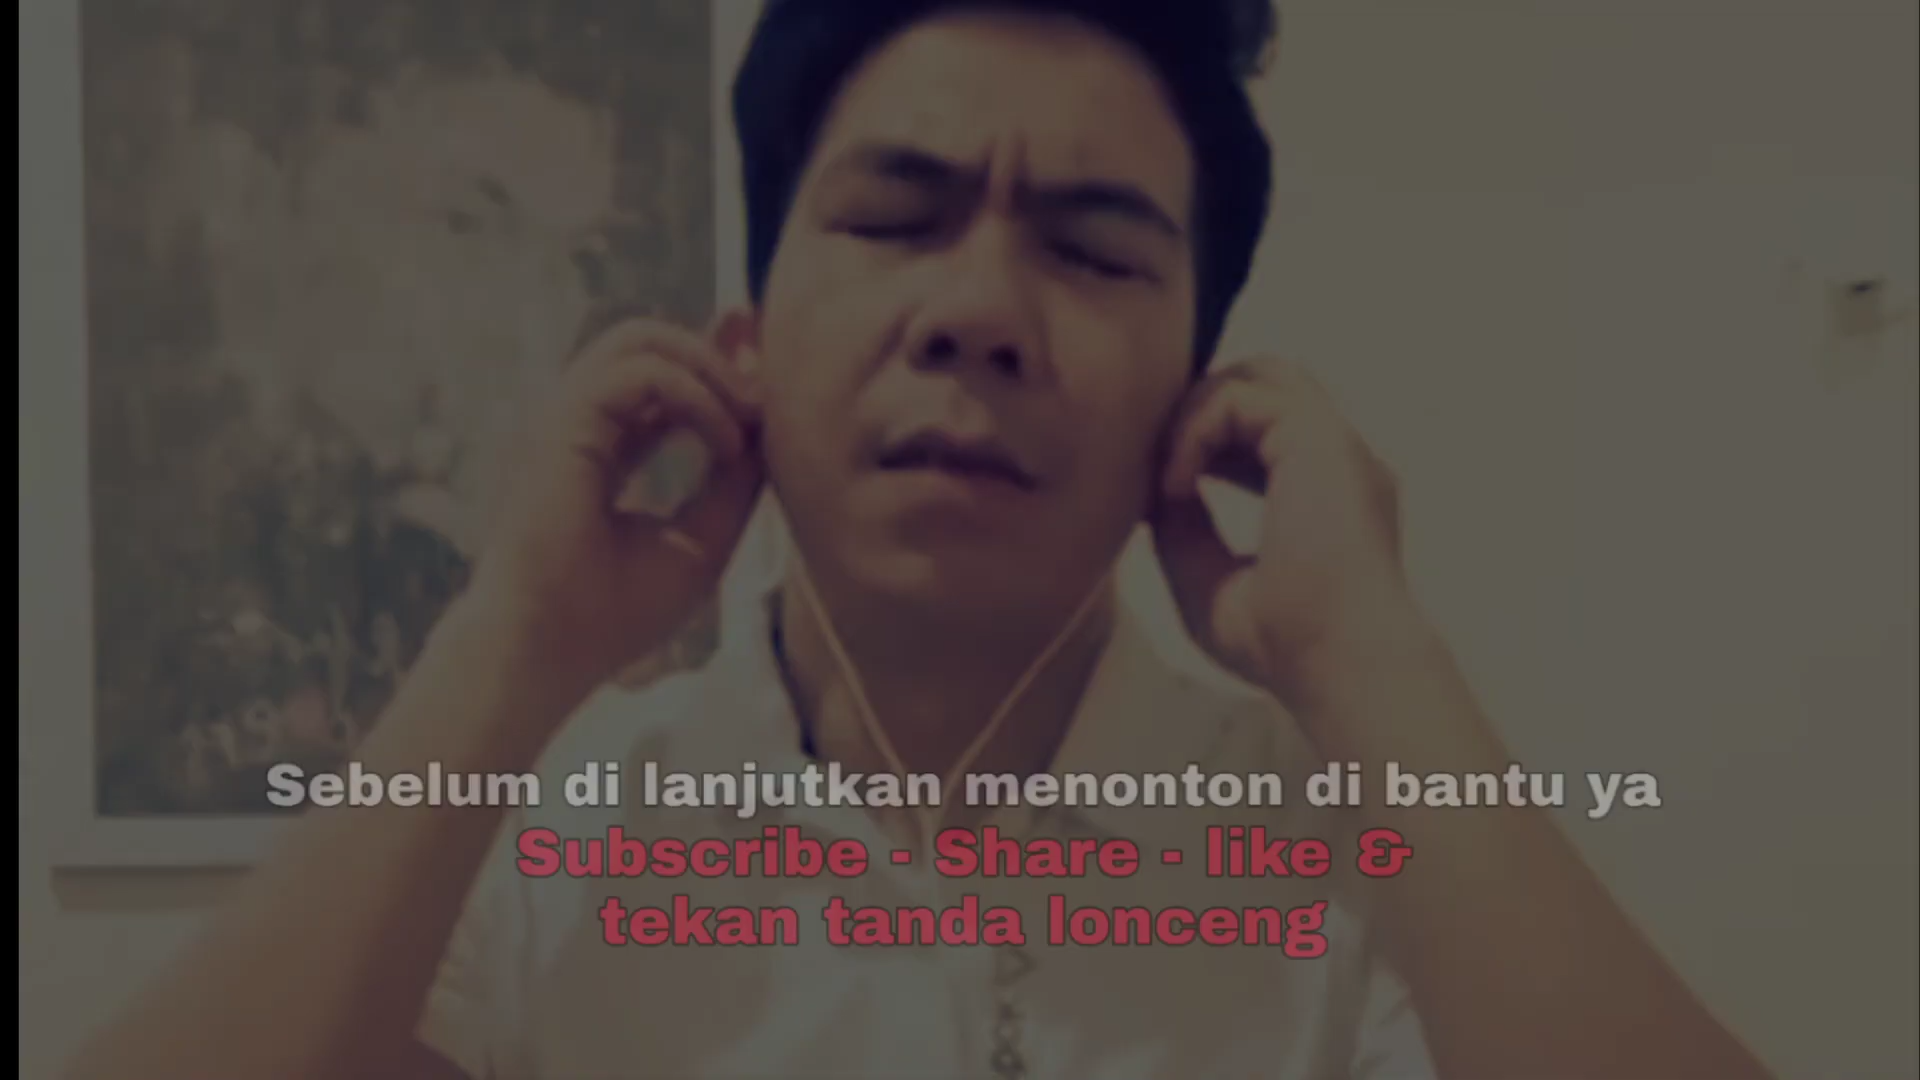 Sebelum di lanjutkan menonton di bantu ya
Subscribe - Share - like &
tekan tanda lonceng